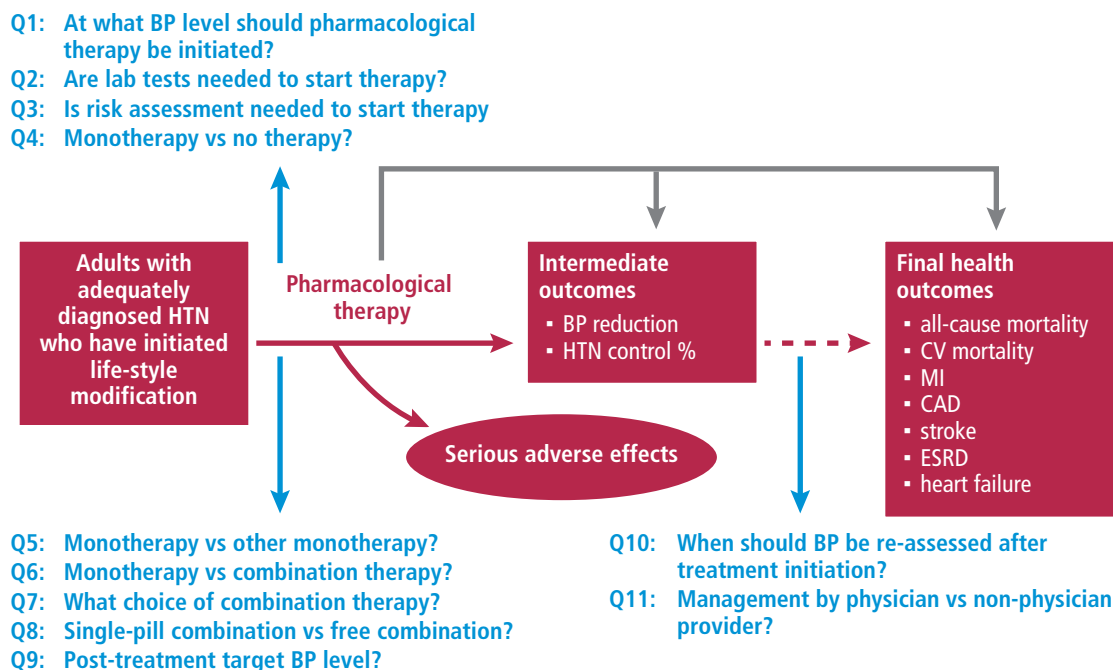 Q1: At what BP level should pharmacological
therapy be initiated?
Q2: Are lab tests needed to start therapy?
Q3: Is risk assessment needed to start therapy
Q4: Monotherapy vs no therapy?
Adults with
adequately
diagnosed HTN
who have initiated
life-style
modification
Pharmacological
therapy
Intermediate
outcomes
▪ BP reduction
▪ HTN control %
Final health
outcomes
▪ all-cause mortality
▪ CV mortality
▪ MI
▪ CAD
▪ stroke
▪ ESRD
▪ heart failure
Serious adverse effects
Q5: Monotherapy vs other monotherapy?
Q6: Monotherapy vs combination therapy?
Q7: What choice of combination therapy?
Q8: Single-pill combination vs free combination?
Q9: Post-treatment target BP level?
Q10: When should BP be re-assessed after
treatment initiation?
Q11: Management by physician vs non-physician
provider?